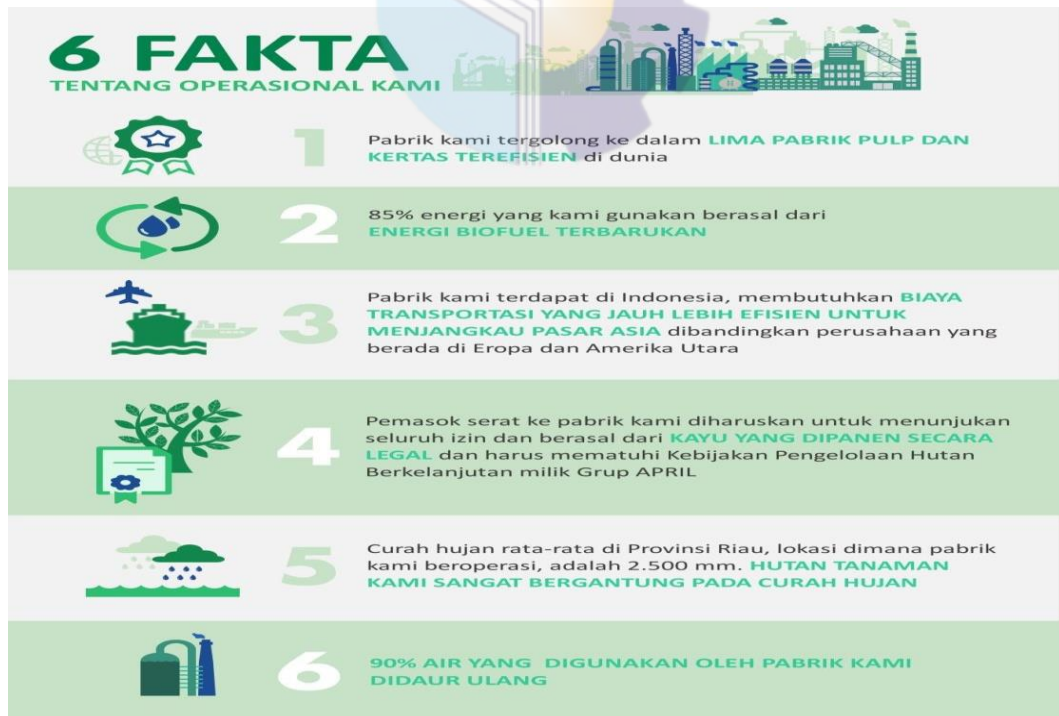 6 FAKTA
TENTANG OPERASIONAL KAMI
1
Pabrik kami tergolong ke dalam LIMA PABRIK PULP DAN
KERTAS TEREFISIEN di dunia
2
85% energi yang kami gunakan berasal dari
ENERGI BIOFUEL TERBARUKAN
3
Pabrik kami terdapat di Indonesia, membutuhkan BIAYA
TRANSPORTASI YANG JAUH LEBIH EFISIEN UNTUK
MENJANGKAU PASAR ASIA dibandingkan perusahaan yang
berada di Eropa dan Amerika Utara
4
Pemasok serat ke pabrik kami diharuskan untuk menunjukan
seluruh izin dan berasal dari KAYU YANG DIPANEN SECARA
LEGAL dan harus mematuhi Kebijakan Pengelolaan Hutan
Berkelanjutan milik Grup APRIL
5
Curah hujan rata-rata di Provinsi Riau, lokasi dimana pabrik
kami beroperasi, adalah 2.500 mm. HUTAN TANAMAN
KAMI SANGAT BERGANTUNG PADA CURAH HUJAN
6
90% AIR YANG DIGUNAKAN OLEH PABRIK KAMI
DIDAUR ULANG